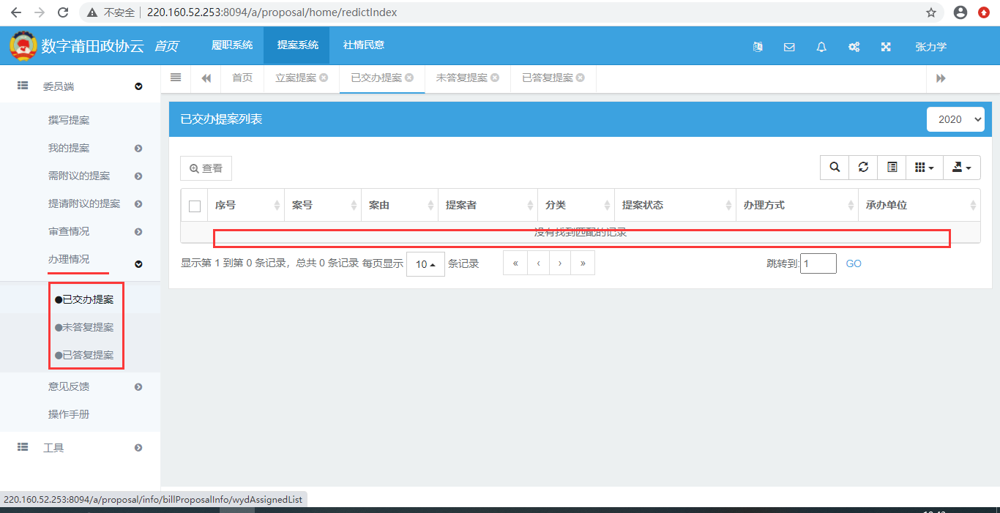 不安全 220.160.52.253:8094/a/proposal/home/redictIndex
数字莆田政协云 首页 履职系统 提案系统 社情民意 张力学
委员端
首页 立案提案 已交办提案 未答复提案 已答复提案
撰写提案
我的提案
需附议的提案
提请附议的提案
审查情况
办理情况
已交办提案
未答复提案
已答复提案
意见反馈
操作手册
工具
已交办提案列表 2020
查看
序号 案号 案由 提案者 分类 提案状态 办理方式 承办单位
没有找到匹配的记录
显示第 1 到第 0 条记录，总共 0 条记录 每页显示 10 条记录 « ‹ › » 跳转到: 1 GO
220.160.52.253:8094/a/proposal/info/billProposalInfo/wydAssignedList